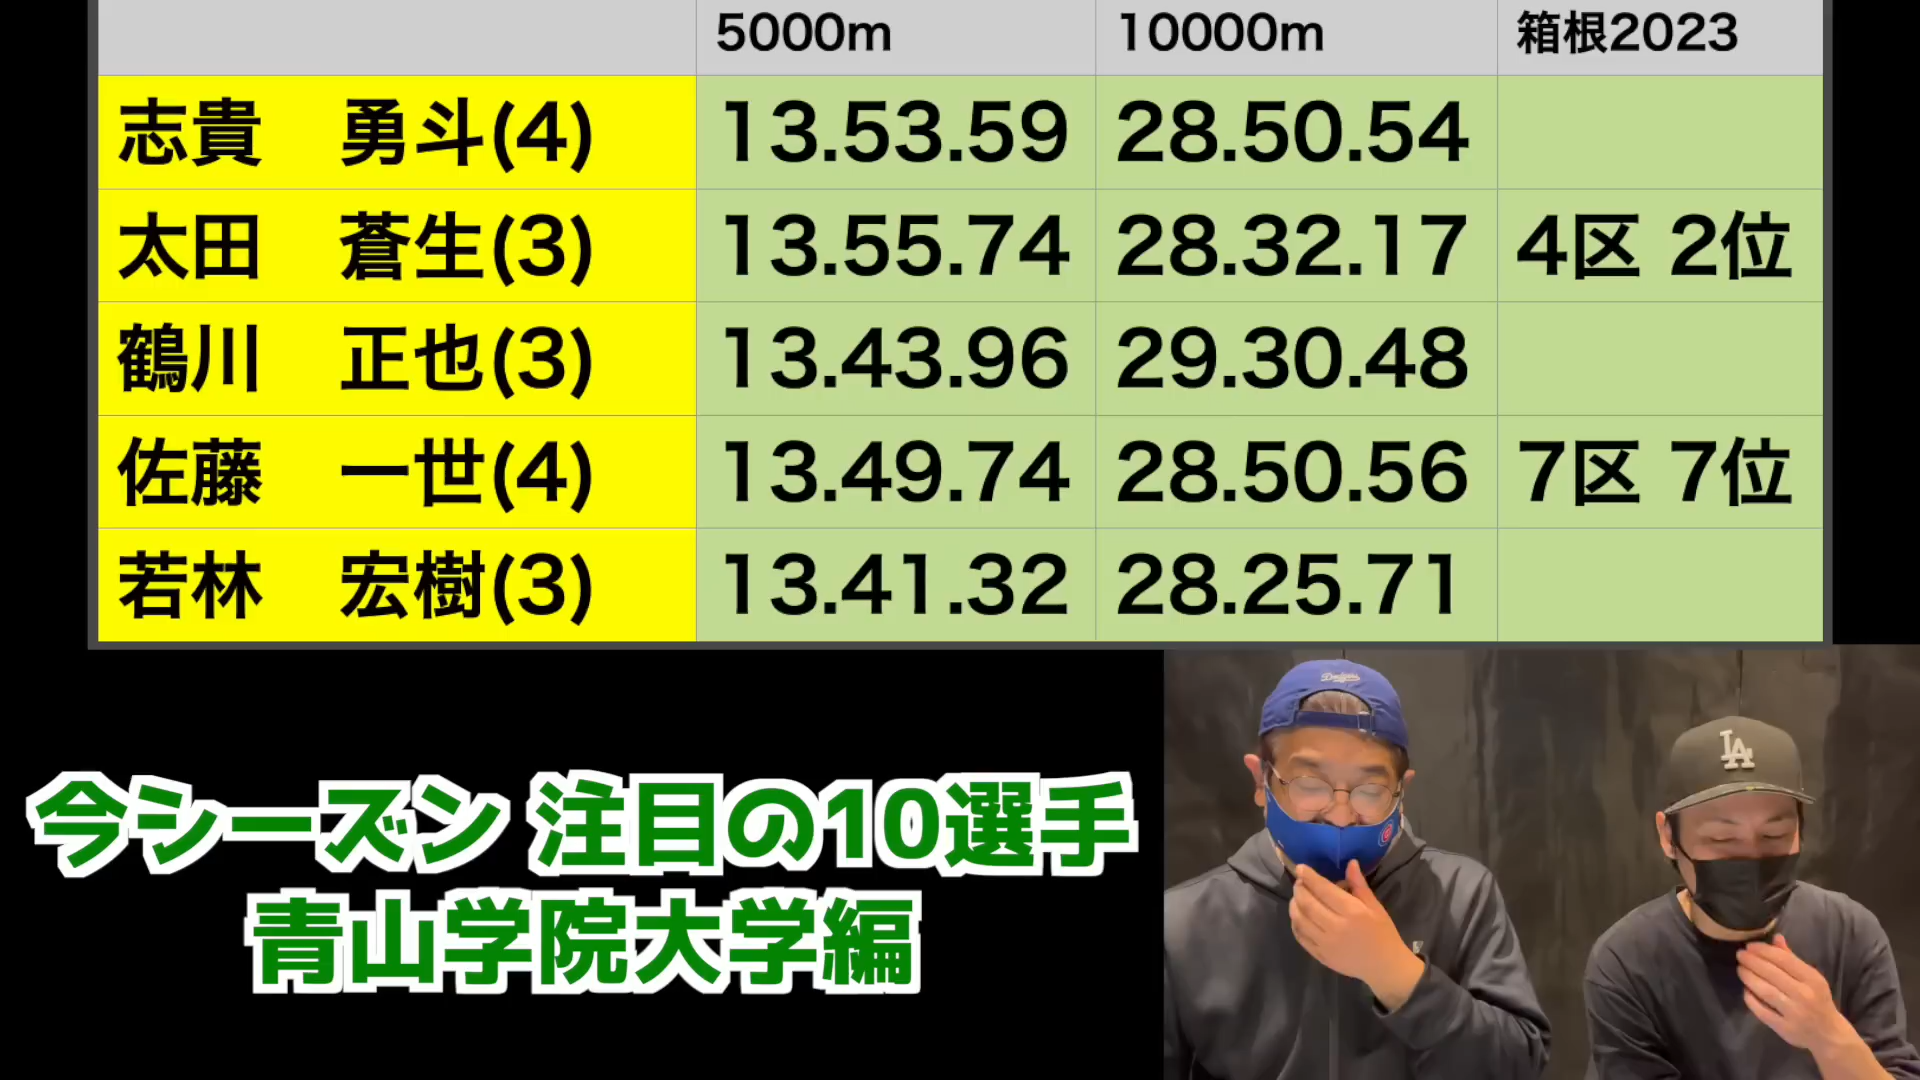 5000m 10000m 箱根2023
志貴 勇斗(4) 13.53.59 28.50.54
太田 蒼生(3) 13.55.74 28.32.17 4区 2位
鶴川 正也(3) 13.43.96 29.30.48
佐藤 一世(4) 13.49.74 28.50.56 7区 7位
若林 宏樹(3) 13.41.32 28.25.71
今シーズン 注目の10選手
青山学院大学編
Dodgers
LA